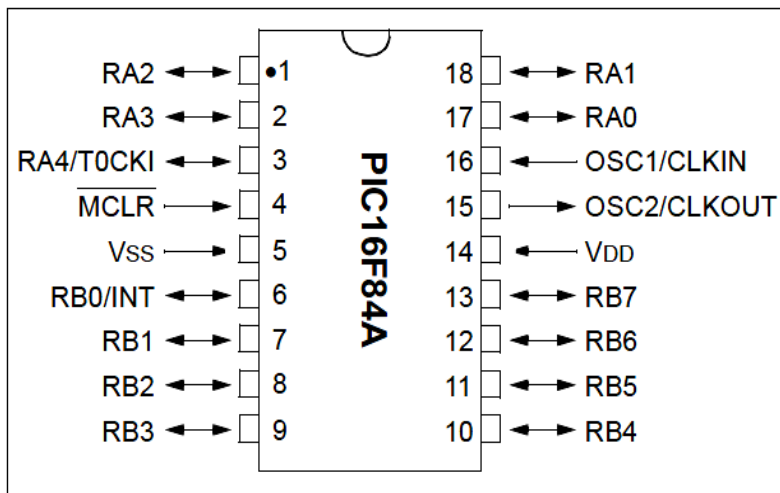 RA2 •1 18 RA1
RA3 2 17 RA0
RA4/T0CKI 3 16 OSC1/CLKIN
MCLR 4 15 OSC2/CLKOUT
VSS 5 14 VDD
RB0/INT 6 13 RB7
RB1 7 12 RB6
RB2 8 11 RB5
RB3 9 10 RB4
PIC16F84A